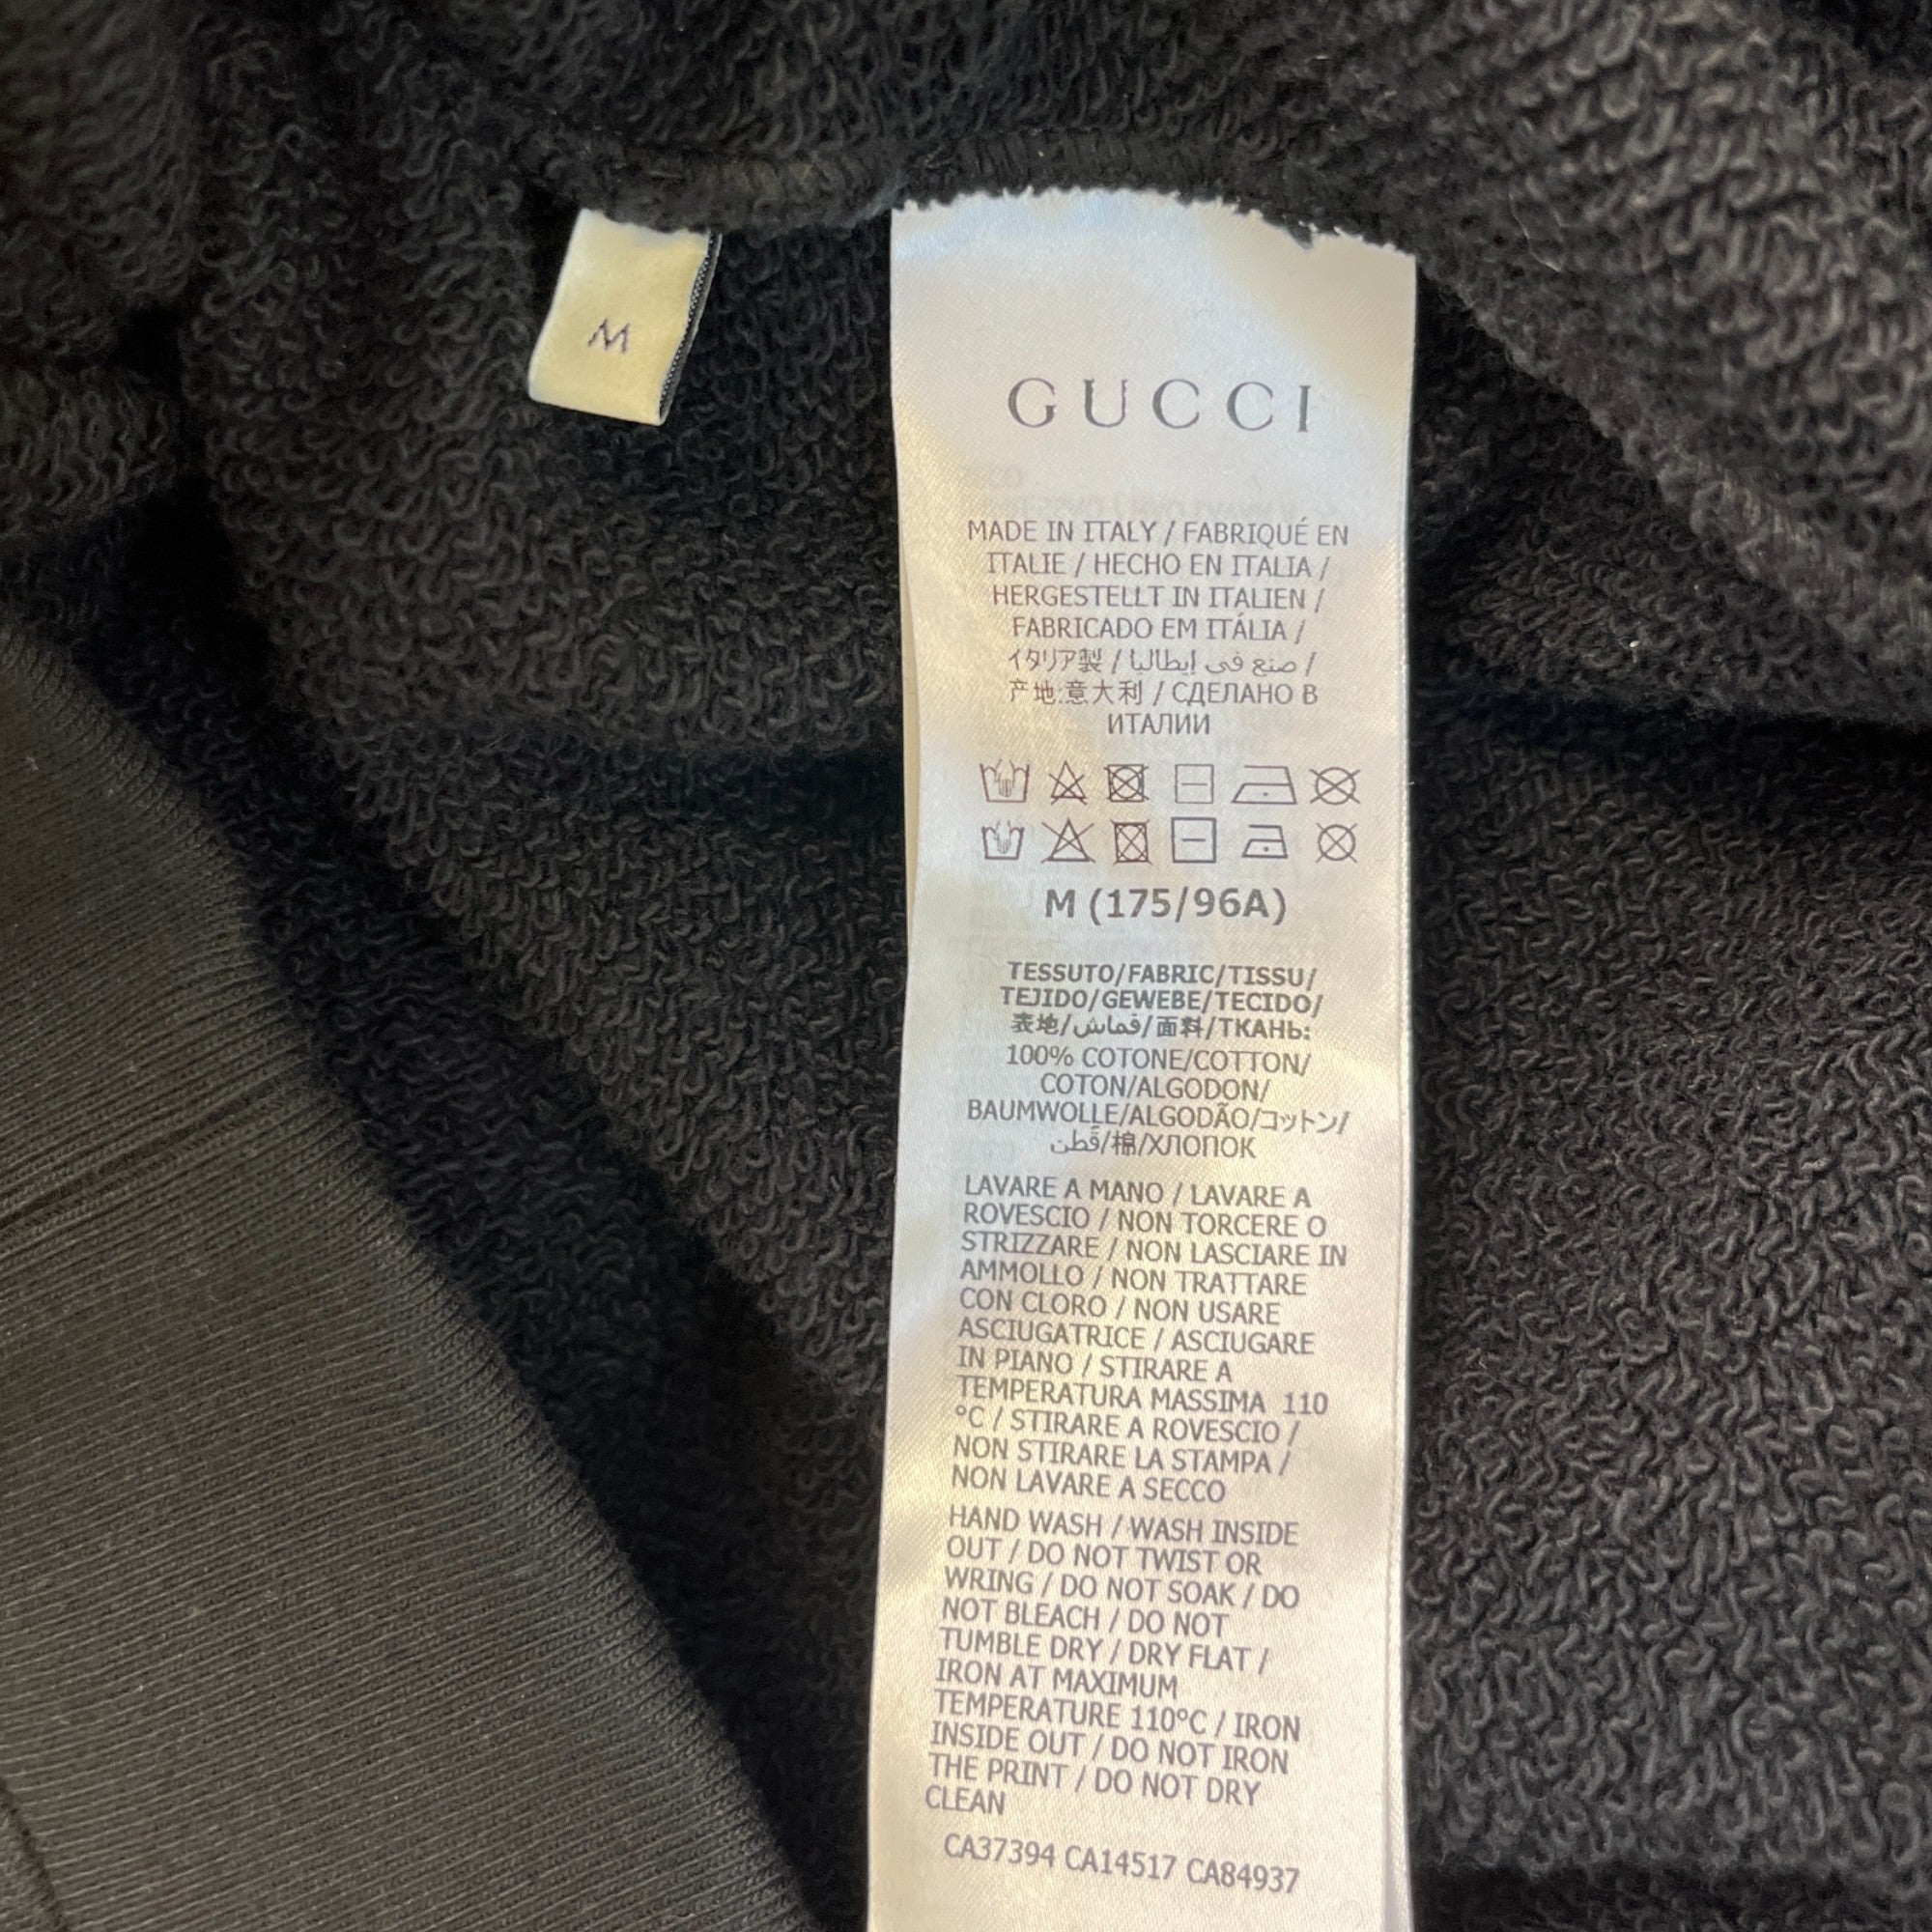 M
GUCCI
MADE IN ITALY / FABRIQUÉ EN
ITALIE / HECHO EN ITALIA /
HERGESTELLT IN ITALIEN /
FABRICADO EM ITÁLIA /
イタリア製 / صنع في إيطاليا /
产地:意大利 / СДЕЛАНО В
ИТАЛИИ
M (175/96A)
TESSUTO/FABRIC/TISSU/
TEJIDO/GEWEBE/TECIDO/
表地/قماش/面料/ТКАНЬ:
100% COTONE/COTTON/
COTON/ALGODON/
BAUMWOLLE/ALGODÃO/コットン/
قُطن/棉/ХЛОПОК
LAVARE A MANO / LAVARE A
ROVESCIO / NON TORCERE O
STRIZZARE / NON LASCIARE IN
AMMOLLO / NON TRATTARE
CON CLORO / NON USARE
ASCIUGATRICE / ASCIUGARE
IN PIANO / STIRARE A
TEMPERATURA MASSIMA 110
°C / STIRARE A ROVESCIO /
NON STIRARE LA STAMPA /
NON LAVARE A SECCO
HAND WASH / WASH INSIDE
OUT / DO NOT TWIST OR
WRING / DO NOT SOAK / DO
NOT BLEACH / DO NOT
TUMBLE DRY / DRY FLAT /
IRON AT MAXIMUM
TEMPERATURE 110°C / IRON
INSIDE OUT / DO NOT IRON
THE PRINT / DO NOT DRY
CLEAN
CA37394 CA14517 CA84937